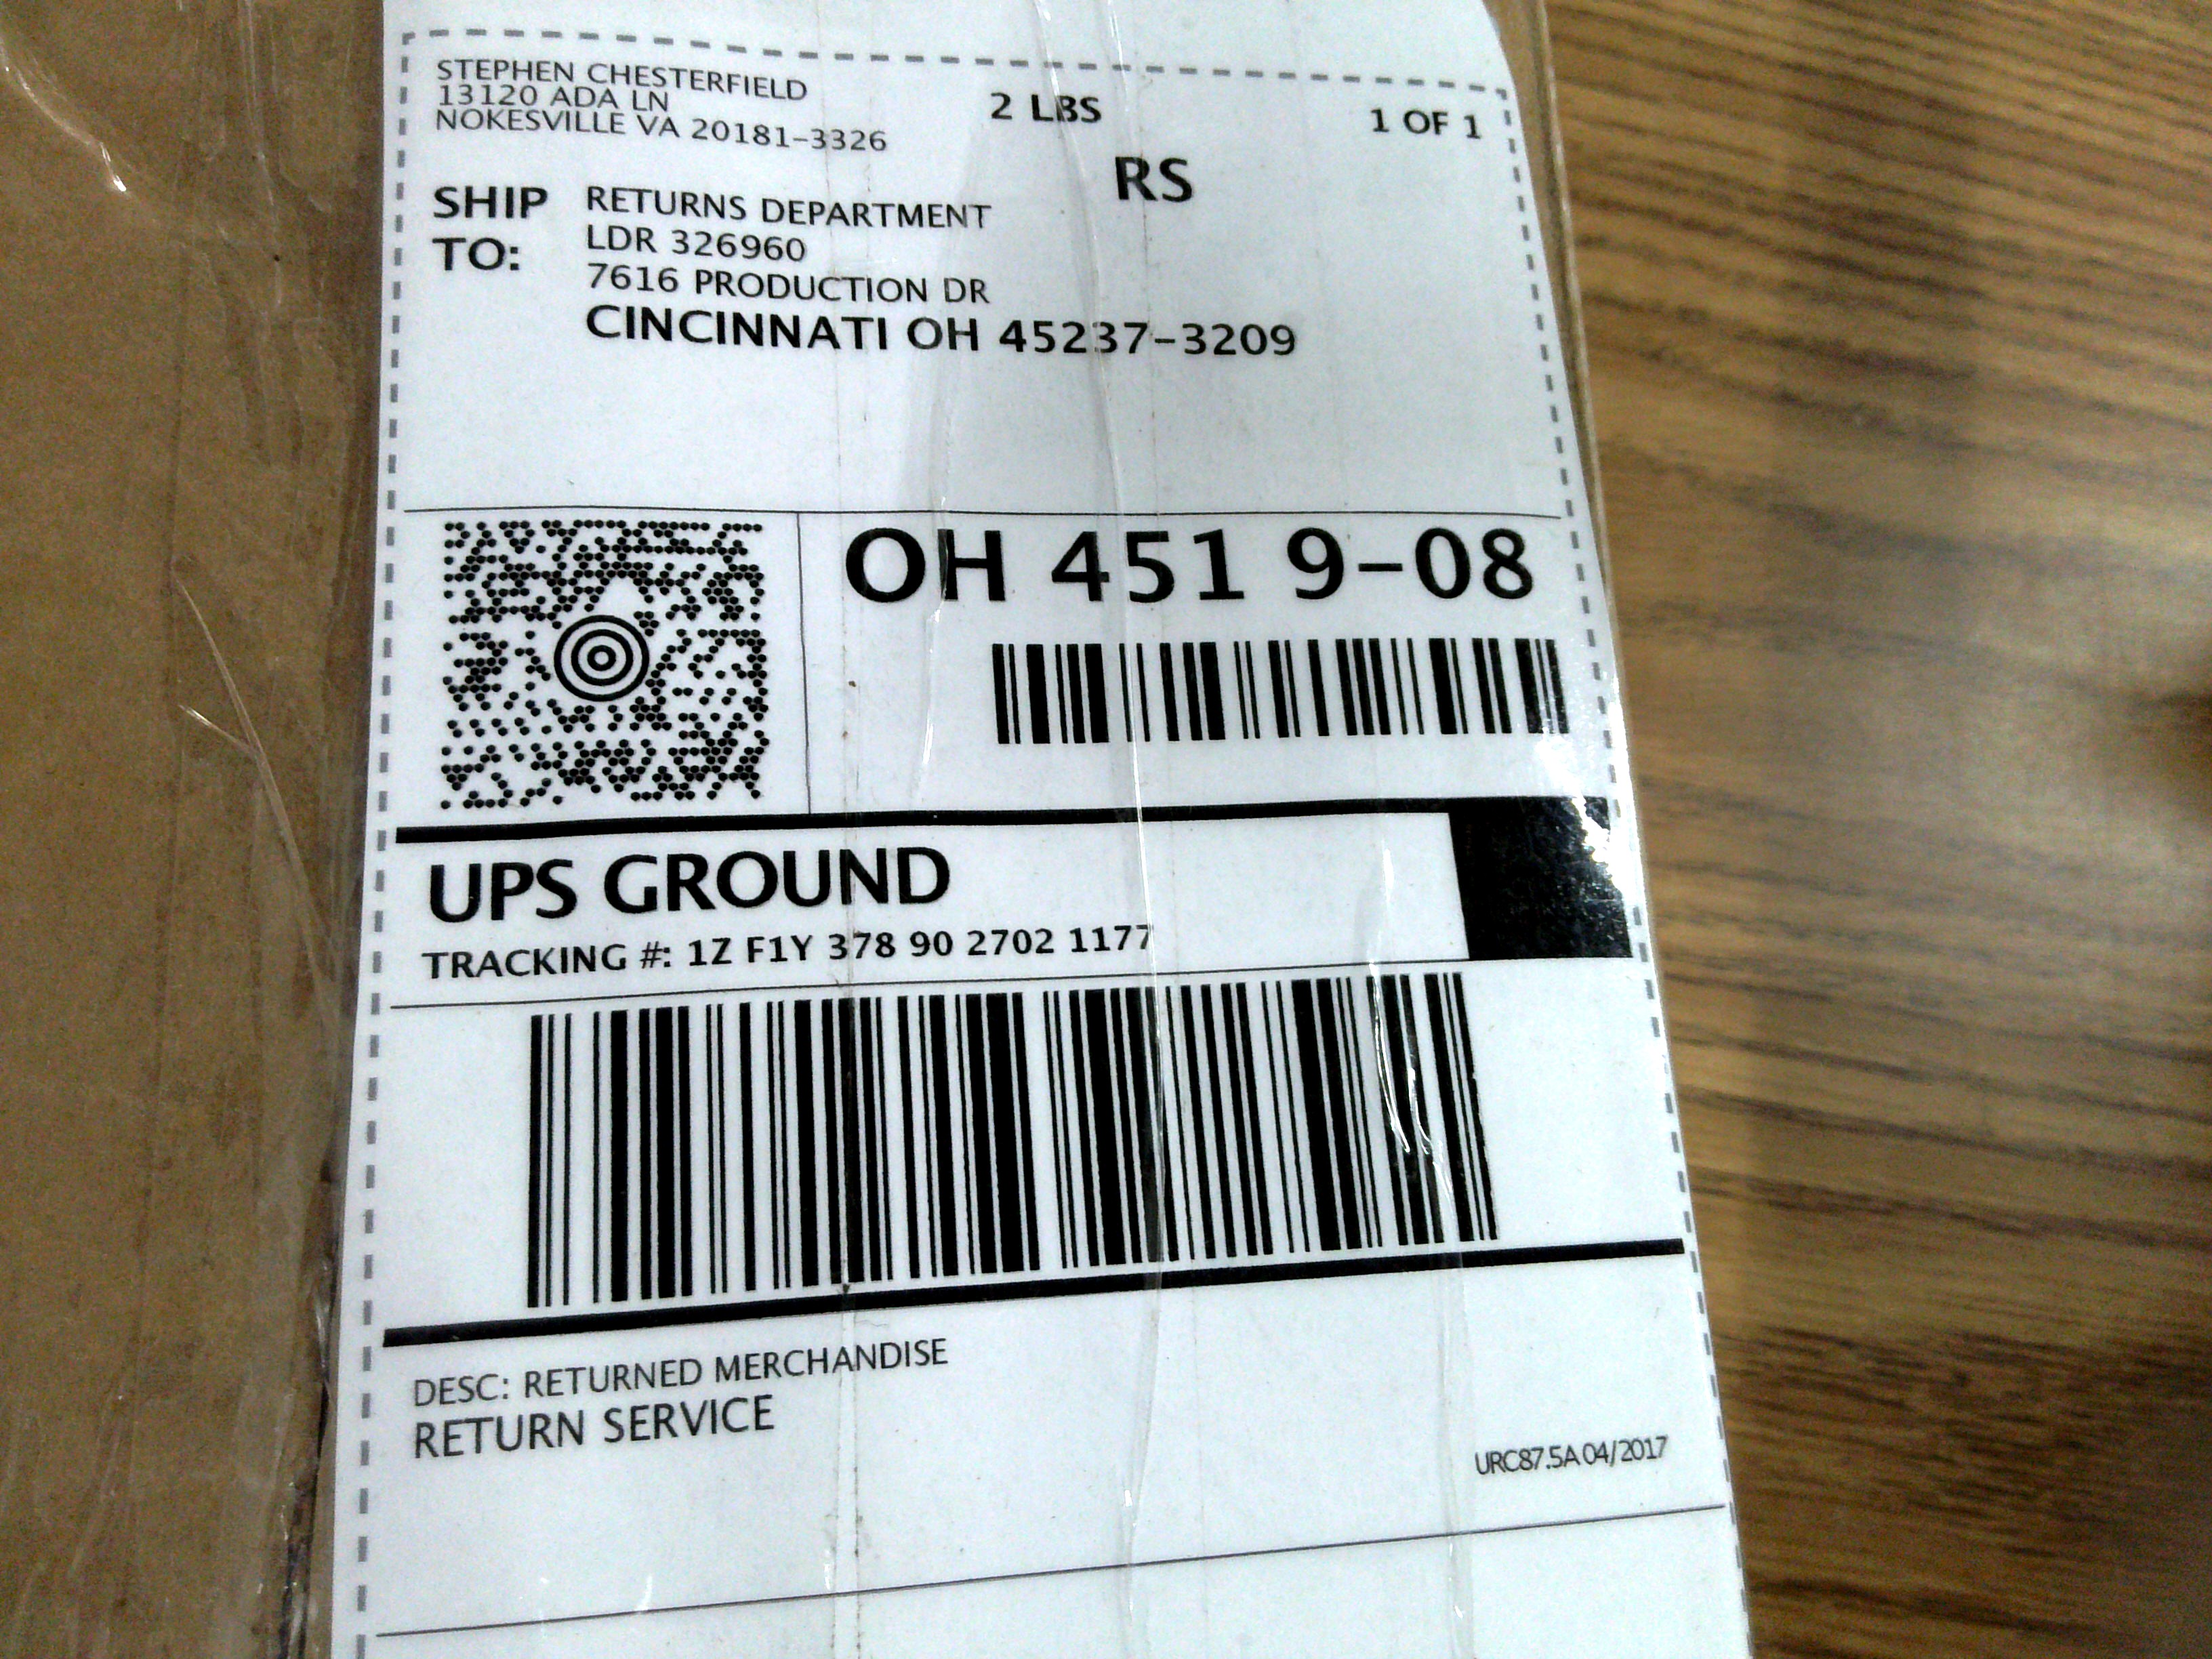 STEPHEN CHESTERFIELD
13120 ADA LN
NOKESVILLE VA 20181-3326
2 LBS
1 OF 1
RS
SHIP TO:
RETURNS DEPARTMENT
LDR 326960
7616 PRODUCTION DR
CINCINNATI OH 45237-3209
OH 451 9-08
UPS GROUND
TRACKING #: 1Z F1Y 378 90 2702 1177
DESC: RETURNED MERCHANDISE
RETURN SERVICE
URC87.5A 04/2017